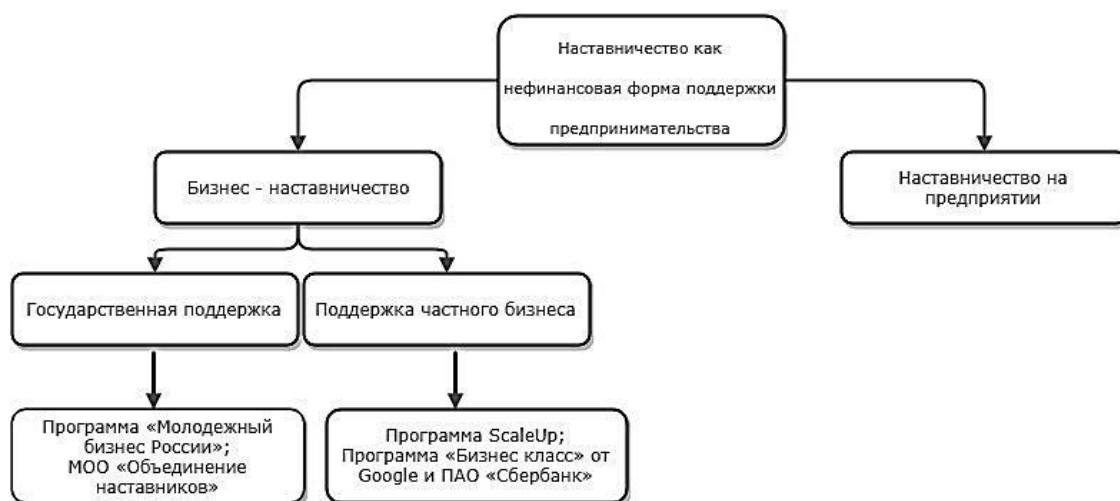 Наставничество как
нефинансовая форма поддержки
предпринимательства
Бизнес - наставничество
Наставничество на
предприятии
Государственная поддержка
Поддержка частного бизнеса
Программа «Молодежный
бизнес России»;
МОО «Объединение
наставников»
Программа ScaleUp;
Программа «Бизнес класс» от
Google и ПАО «Сбербанк»